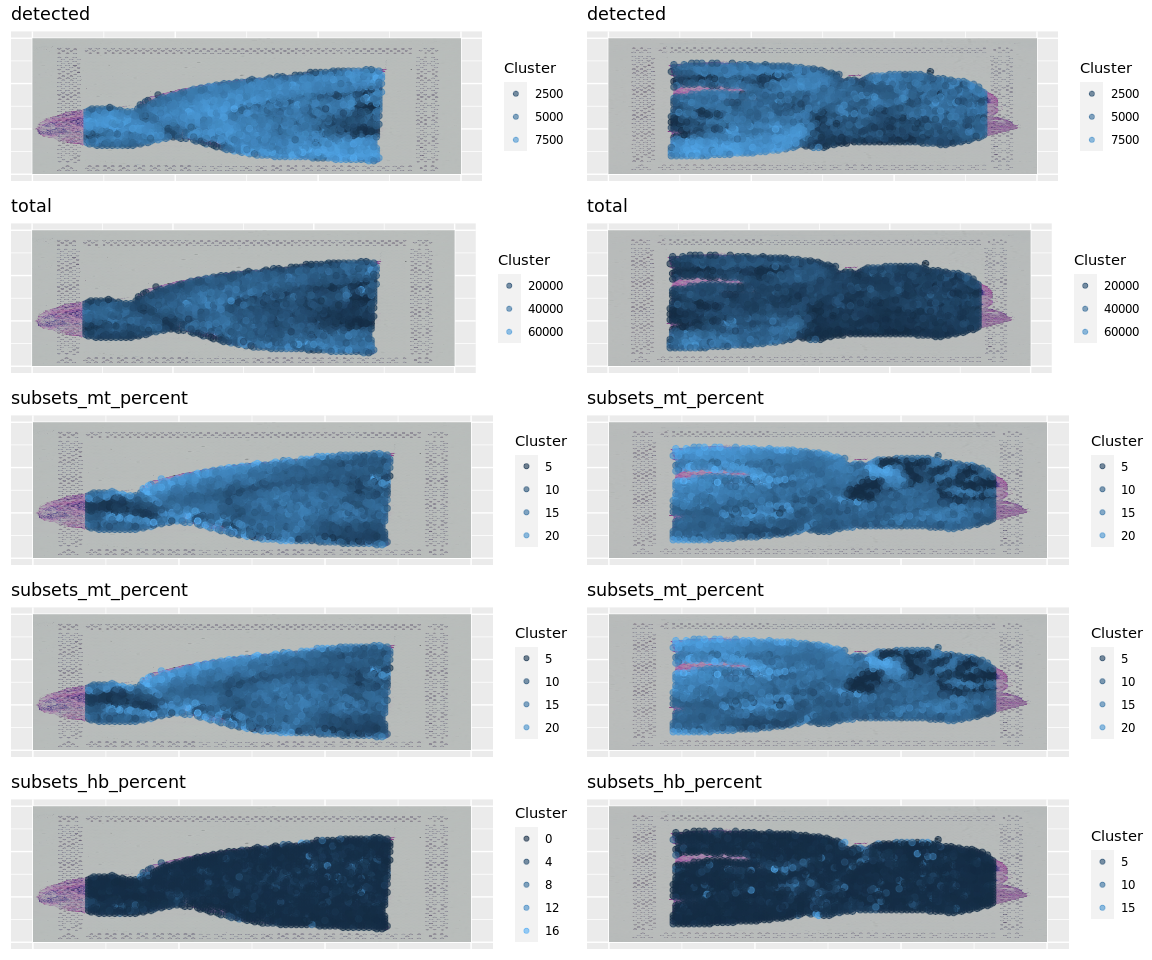 detected
Cluster
2500
5000
7500
detected
Cluster
2500
5000
7500
total
Cluster
20000
40000
60000
total
Cluster
20000
40000
60000
subsets_mt_percent
Cluster
5
10
15
20
subsets_mt_percent
Cluster
5
10
15
20
subsets_mt_percent
Cluster
5
10
15
20
subsets_mt_percent
Cluster
5
10
15
20
subsets_hb_percent
Cluster
0
4
8
12
16
subsets_hb_percent
Cluster
5
10
15